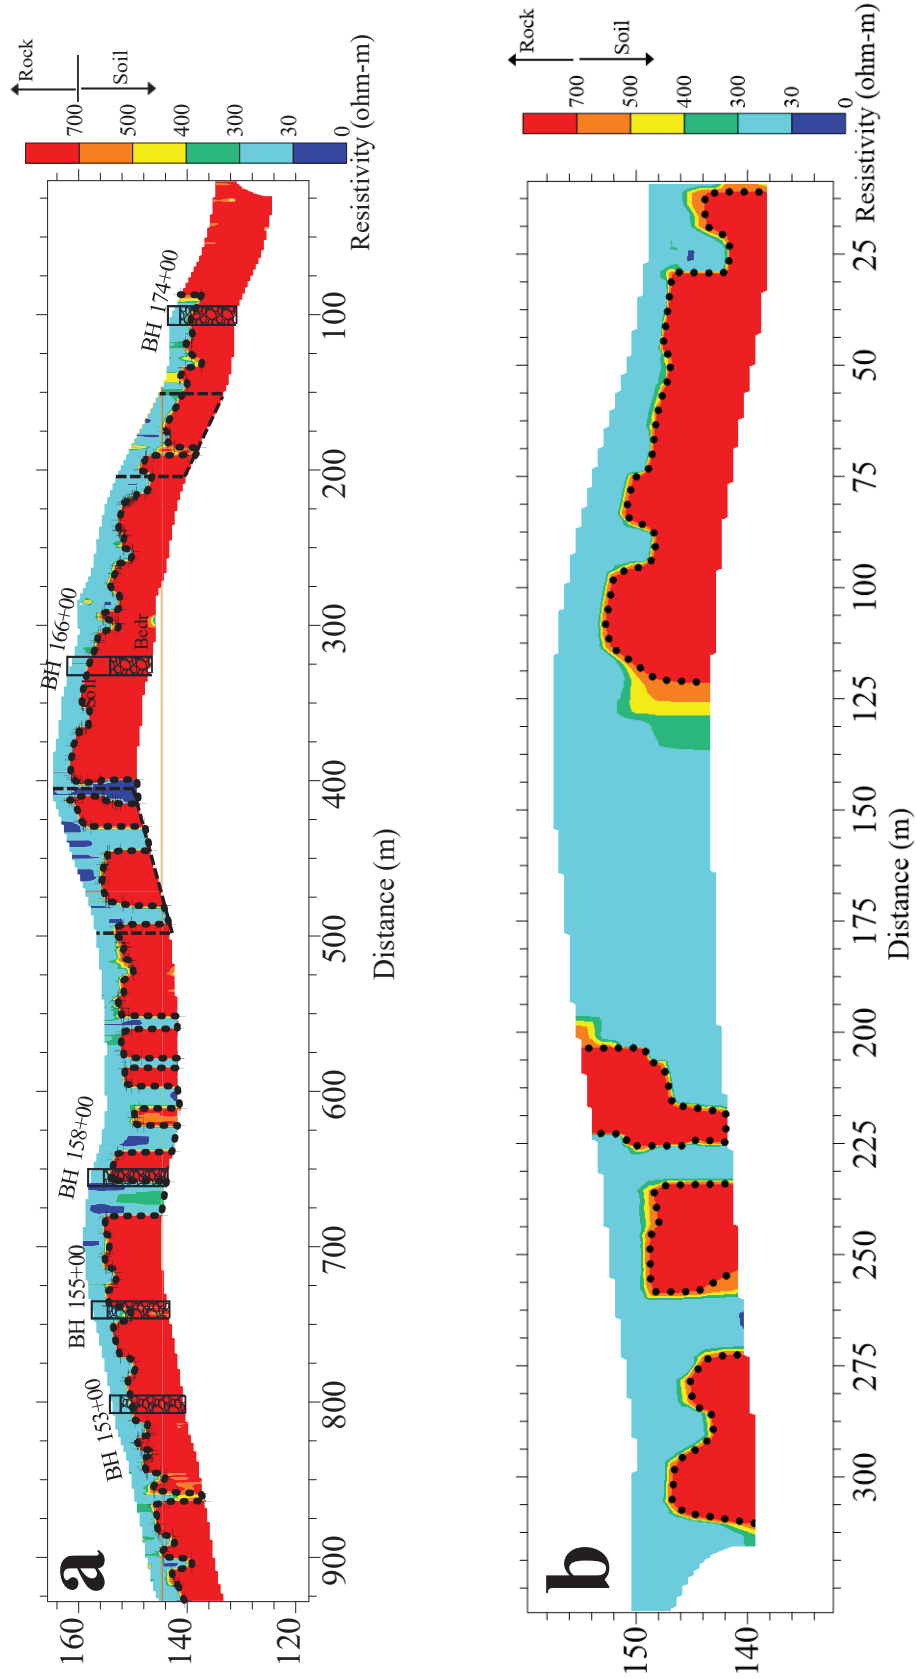 a
Rock
Soil
700
500
400
300
30
0
Resistivity (ohm-m)
BH 153+00
BH 155+00
BH 158+00
BH 166+00
BH 174+00
Soil
Bedr
160
140
120
900
800
700
600
500
400
300
200
100
Distance (m)
b
Rock
Soil
700
500
400
300
30
0
Resistivity (ohm-m)
150
140
300
275
250
225
200
175
150
125
100
75
50
25
Distance (m)